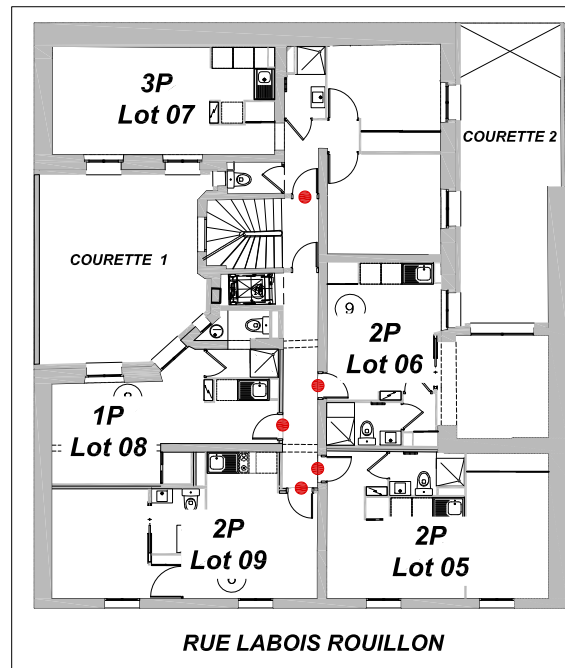 3P
Lot 07
COURETTE 2
COURETTE 1
9
2P
Lot 06
1P
Lot 08
2P
Lot 09
2P
Lot 05
RUE LABOIS ROUILLON